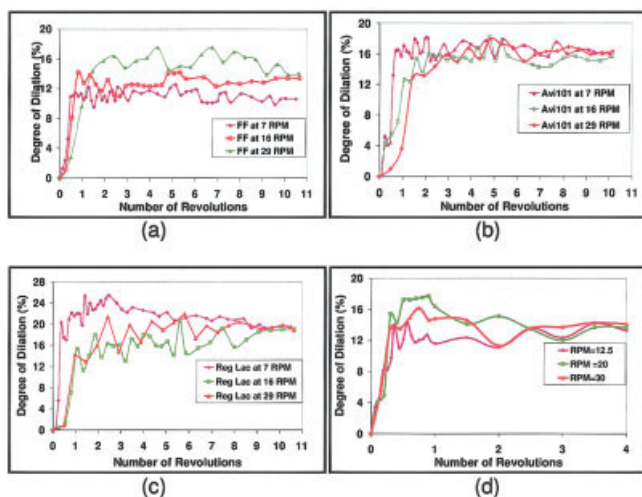 Degree of Dilation (%)
20
16
12
8
4
0
FF at 7 RPM
FF at 16 RPM
FF at 29 RPM
0 1 2 3 4 5 6 7 8 9 10 11
Number of Revolutions
(a)
Degree of Dilation (%)
20
16
12
8
4
0
Avi101 at 7 RPM
Avi101 at 16 RPM
Avi101 at 29 RPM
0 1 2 3 4 5 6 7 8 9 10 11
Number of Revolutions
(b)
Degree of Dilation (%)
28
24
20
16
12
8
4
0
Reg Lac at 7 RPM
Reg Lac at 16 RPM
Reg Lac at 29 RPM
0 1 2 3 4 5 6 7 8 9 10 11
Number of Revolutions
(c)
Degree of Dilation (%)
20
16
12
8
4
0
RPM=12.5
RPM =20
RPM=30
0 1 2 3 4
Number of Revolutions
(d)